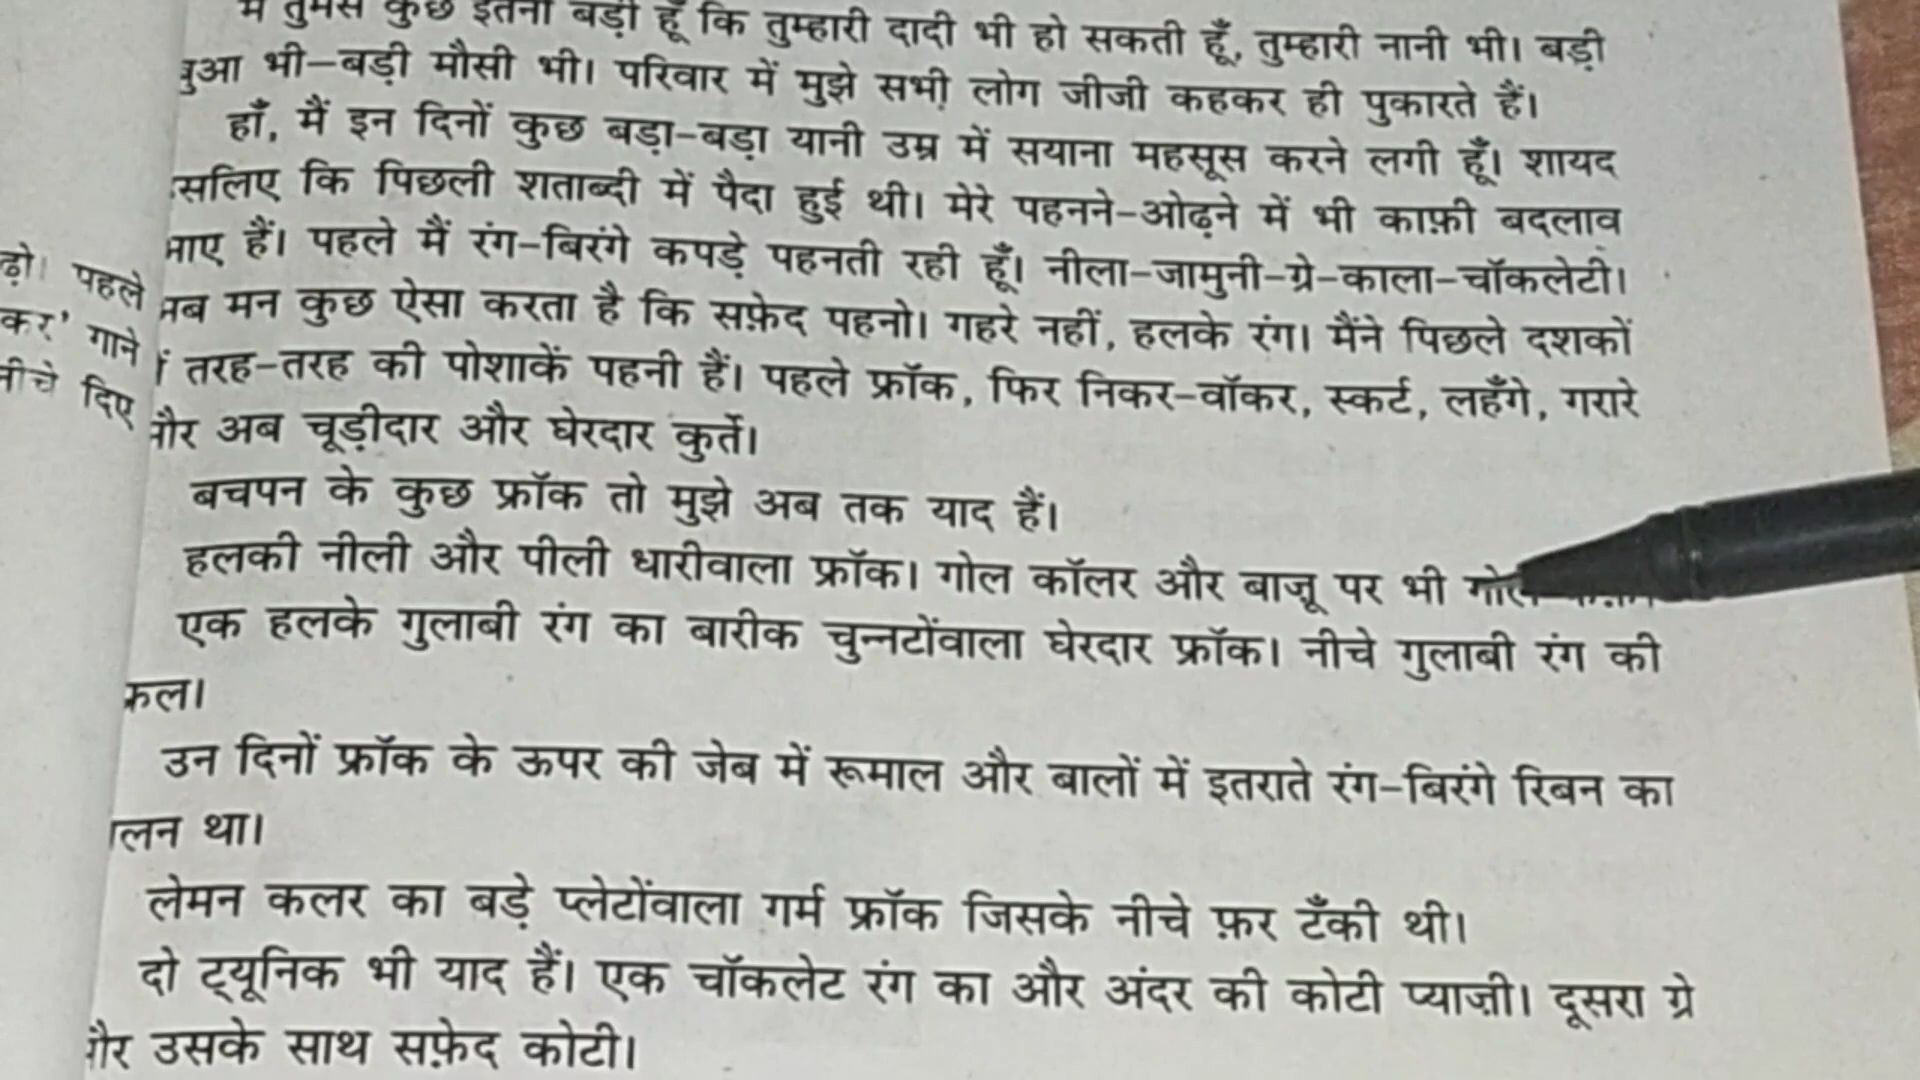 मैं तुमसे कुछ इतनी बड़ी हूँ कि तुम्हारी दादी भी हो सकती हूँ, तुम्हारी नानी भी। बड़ी
बुआ भी–बड़ी मौसी भी। परिवार में मुझे सभी लोग जीजी कहकर ही पुकारते हैं।
हाँ, मैं इन दिनों कुछ बड़ा-बड़ा यानी उम्र में सयाना महसूस करने लगी हूँ। शायद
सलिए कि पिछली शताब्दी में पैदा हुई थी। मेरे पहनने-ओढ़ने में भी काफ़ी बदलाव
आए हैं। पहले मैं रंग-बिरंगे कपड़े पहनती रही हूँ। नीला-जामुनी-ग्रे-काला-चॉकलेटी।
अब मन कुछ ऐसा करता है कि सफ़ेद पहनो। गहरे नहीं, हलके रंग। मैंने पिछले दशकों
तरह-तरह की पोशाकें पहनी हैं। पहले फ्रॉक, फिर निकर-वॉकर, स्कर्ट, लहँगे, गरारे
और अब चूड़ीदार और घेरदार कुर्ते।
बचपन के कुछ फ्रॉक तो मुझे अब तक याद हैं।
हलकी नीली और पीली धारीवाला फ्रॉक। गोल कॉलर और बाज़ू पर भी गोल
एक हलके गुलाबी रंग का बारीक चुन्नटोंवाला घेरदार फ्रॉक। नीचे गुलाबी रंग की
उन दिनों फ्रॉक के ऊपर की जेब में रूमाल और बालों में इतराते रंग-बिरंगे रिबन का
लन था।
लेमन कलर का बड़े प्लेटोंवाला गर्म फ्रॉक जिसके नीचे फ़र टँकी थी।
दो ट्यूनिक भी याद हैं। एक चॉकलेट रंग का और अंदर की कोटी प्याज़ी। दूसरा ग्रे
और उसके साथ सफ़ेद कोटी।
ढ़ो। पहले
कर' गाने
नीचे दिए